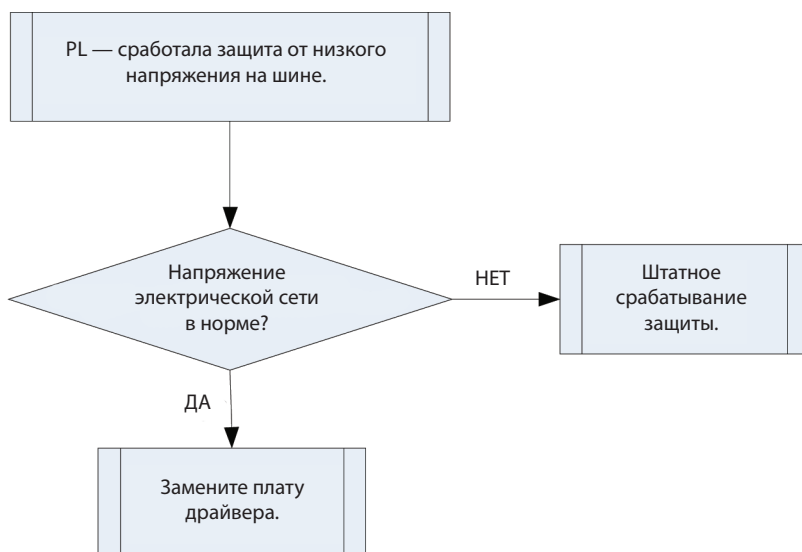 PL — сработала защита от низкого
напряжения на шине.
Напряжение
электрической сети
в норме?
НЕТ
Штатное
срабатывание
защиты.
ДА
Замените плату
драйвера.